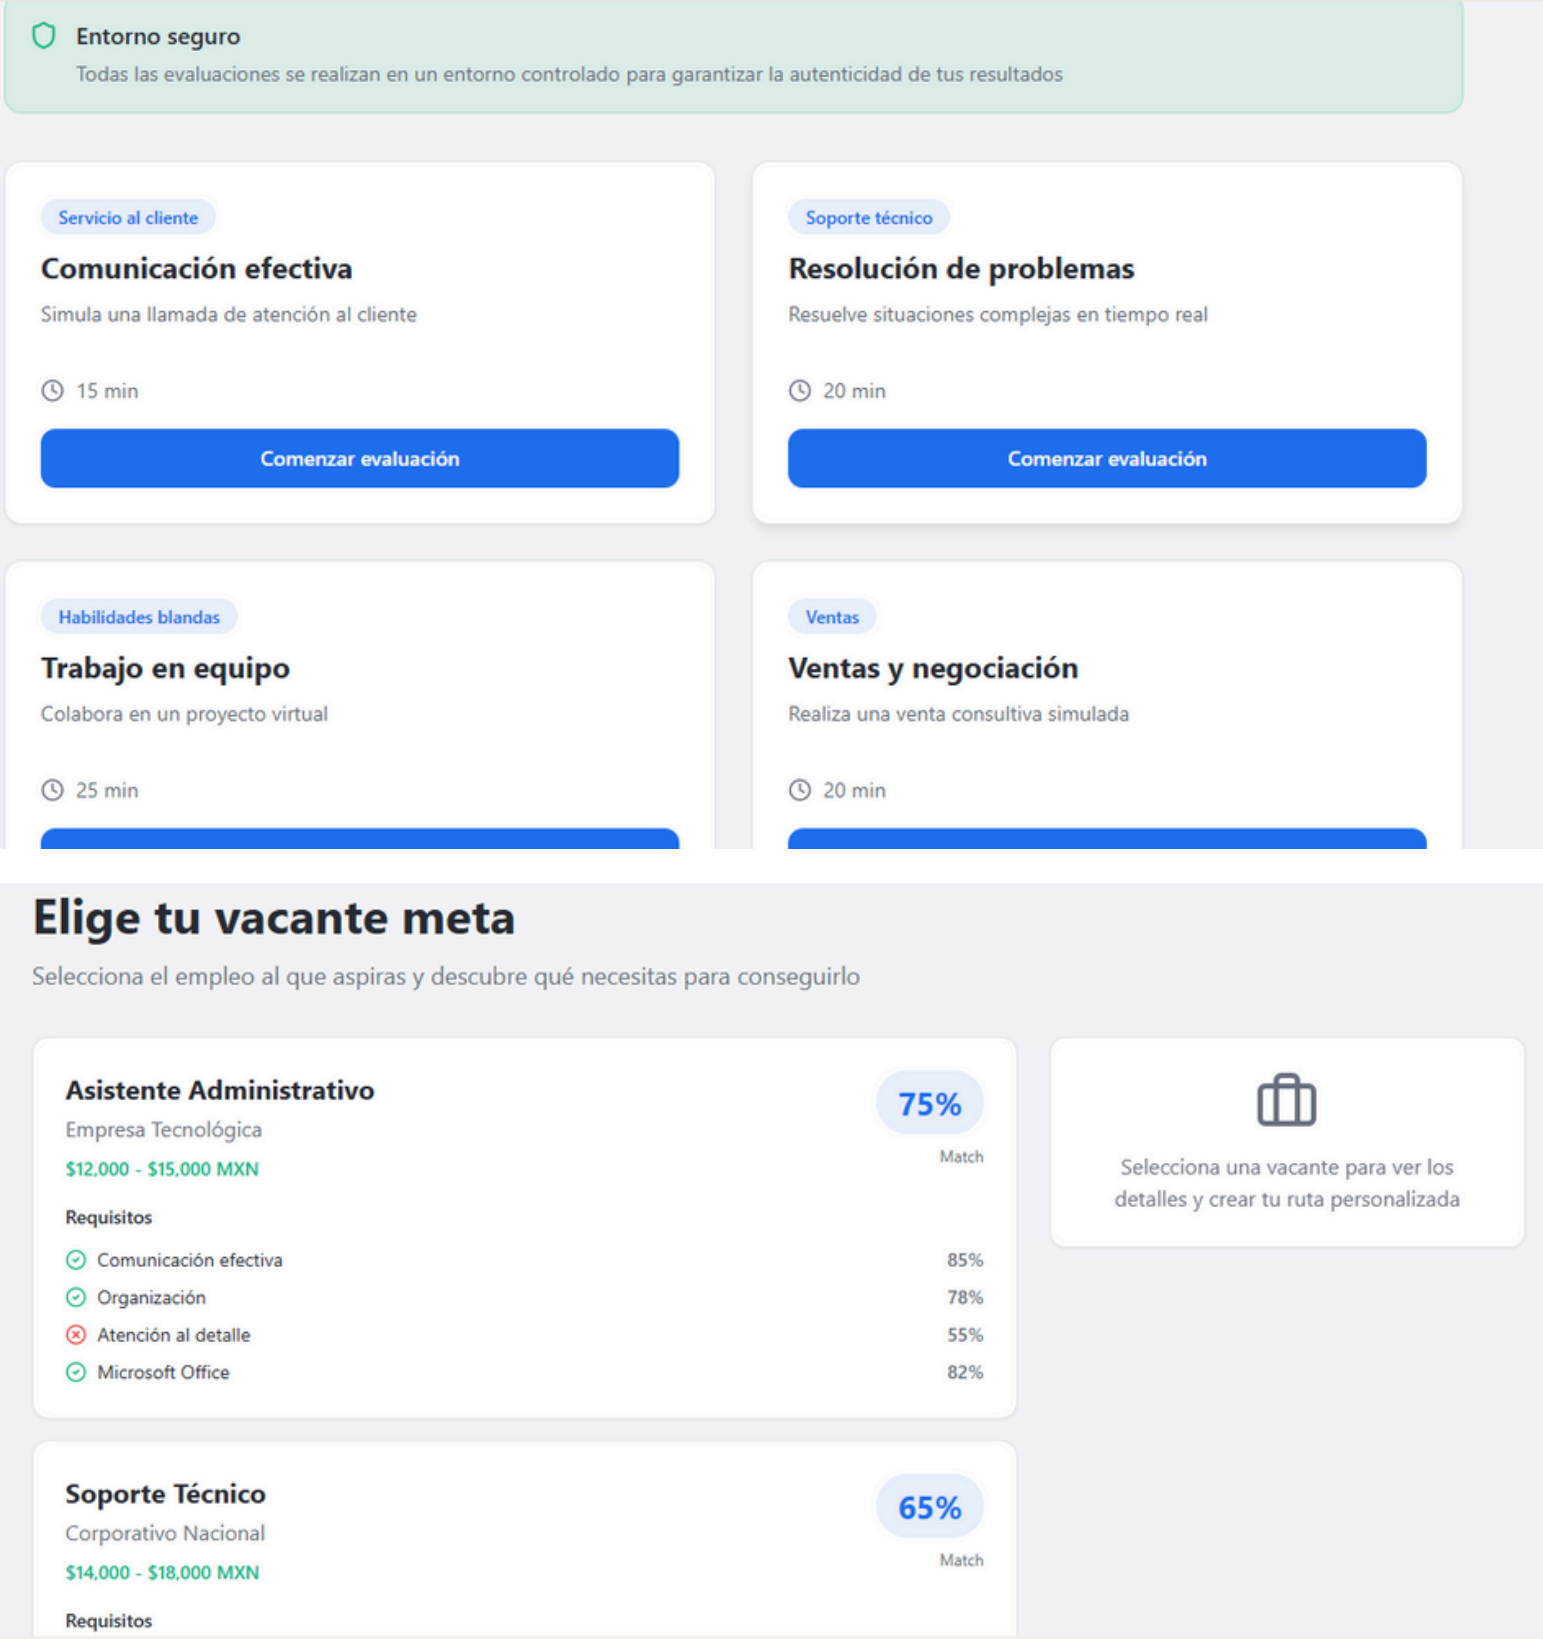 Entorno seguro
Todas las evaluaciones se realizan en un entorno controlado para garantizar la autenticidad de tus resultados
Servicio al cliente
Comunicación efectiva
Simula una llamada de atención al cliente
15 min
Comenzar evaluación
Soporte técnico
Resolución de problemas
Resuelve situaciones complejas en tiempo real
20 min
Comenzar evaluación
Habilidades blandas
Trabajo en equipo
Colabora en un proyecto virtual
25 min
Ventas
Ventas y negociación
Realiza una venta consultiva simulada
20 min
Elige tu vacante meta
Selecciona el empleo al que aspiras y descubre qué necesitas para conseguirlo
Asistente Administrativo
Empresa Tecnológica
$12,000 - $15,000 MXN
75%
Match
Requisitos
Comunicación efectiva 85%
Organización 78%
Atención al detalle 55%
Microsoft Office 82%
Selecciona una vacante para ver los
detalles y crear tu ruta personalizada
Soporte Técnico
Corporativo Nacional
$14,000 - $18,000 MXN
65%
Match
Requisitos